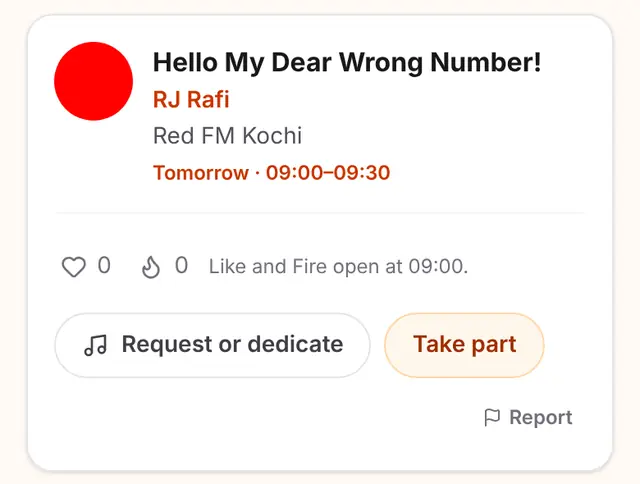 Hello My Dear Wrong Number!
RJ Rafi
Red FM Kochi
Tomorrow · 09:00–09:30
0 0 Like and Fire open at 09:00.
Request or dedicate Take part
Report